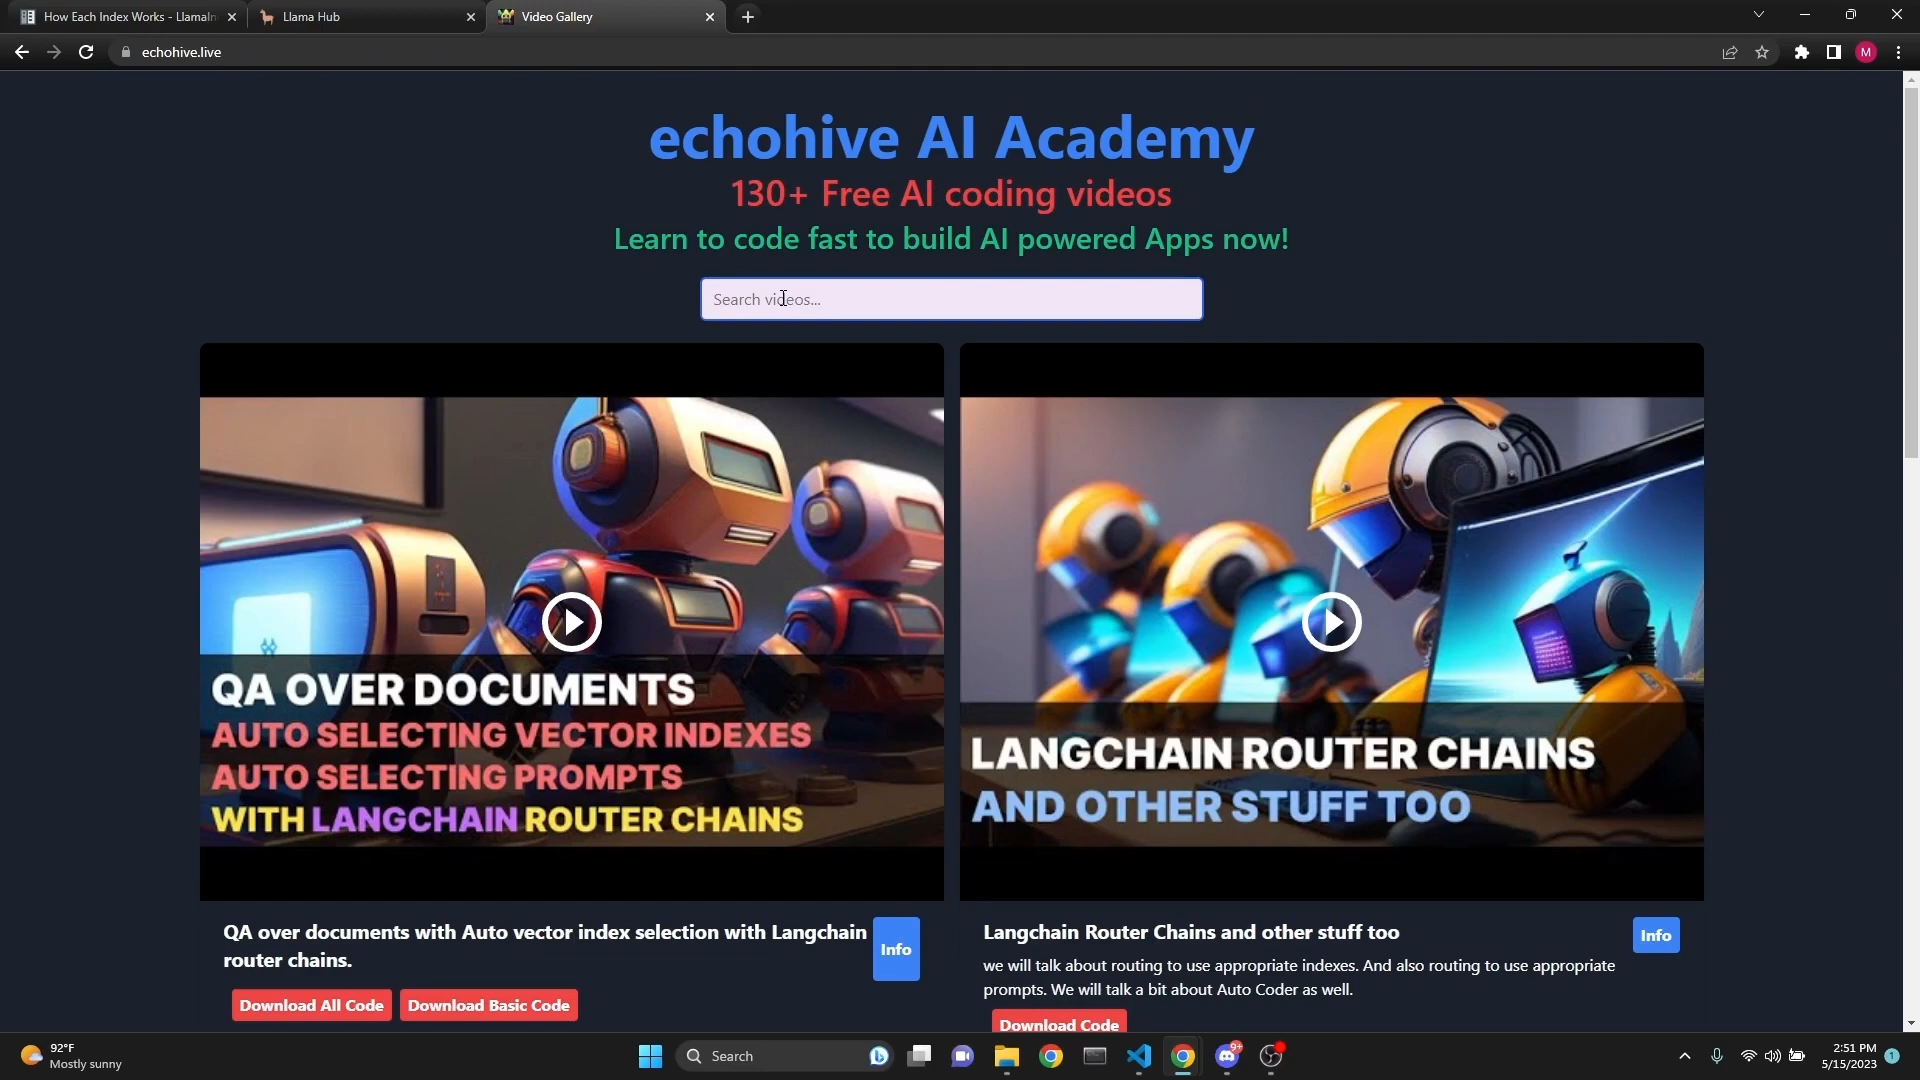 How Each Index Works - LlamaIn
Llama Hub
Video Gallery
echohive.live
M
echohive AI Academy
130+ Free AI coding videos
Learn to code fast to build AI powered Apps now!
Search videos...
QA OVER DOCUMENTS
AUTO SELECTING VECTOR INDEXES
AUTO SELECTING PROMPTS
WITH LANGCHAIN ROUTER CHAINS
LANGCHAIN ROUTER CHAINS
AND OTHER STUFF TOO
QA over documents with Auto vector index selection with Langchain
router chains.
Info
Download All Code
Download Basic Code
Langchain Router Chains and other stuff too
Info
we will talk about routing to use appropriate indexes. And also routing to use appropriate
prompts. We will talk a bit about Auto Coder as well.
Download Code
92°F
Mostly sunny
Search
9+
2:51 PM
5/15/2023
1